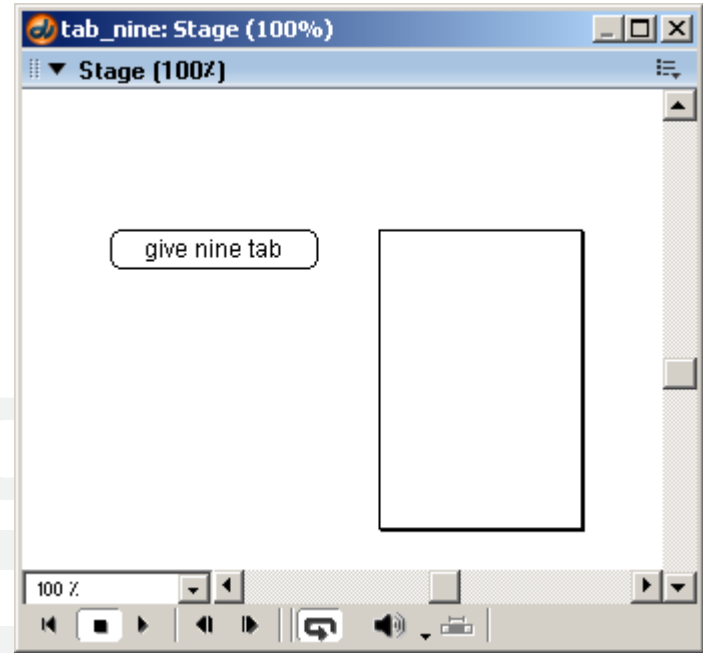 tab_nine: Stage (100%)
Stage (100%)
give nine tab
100 %